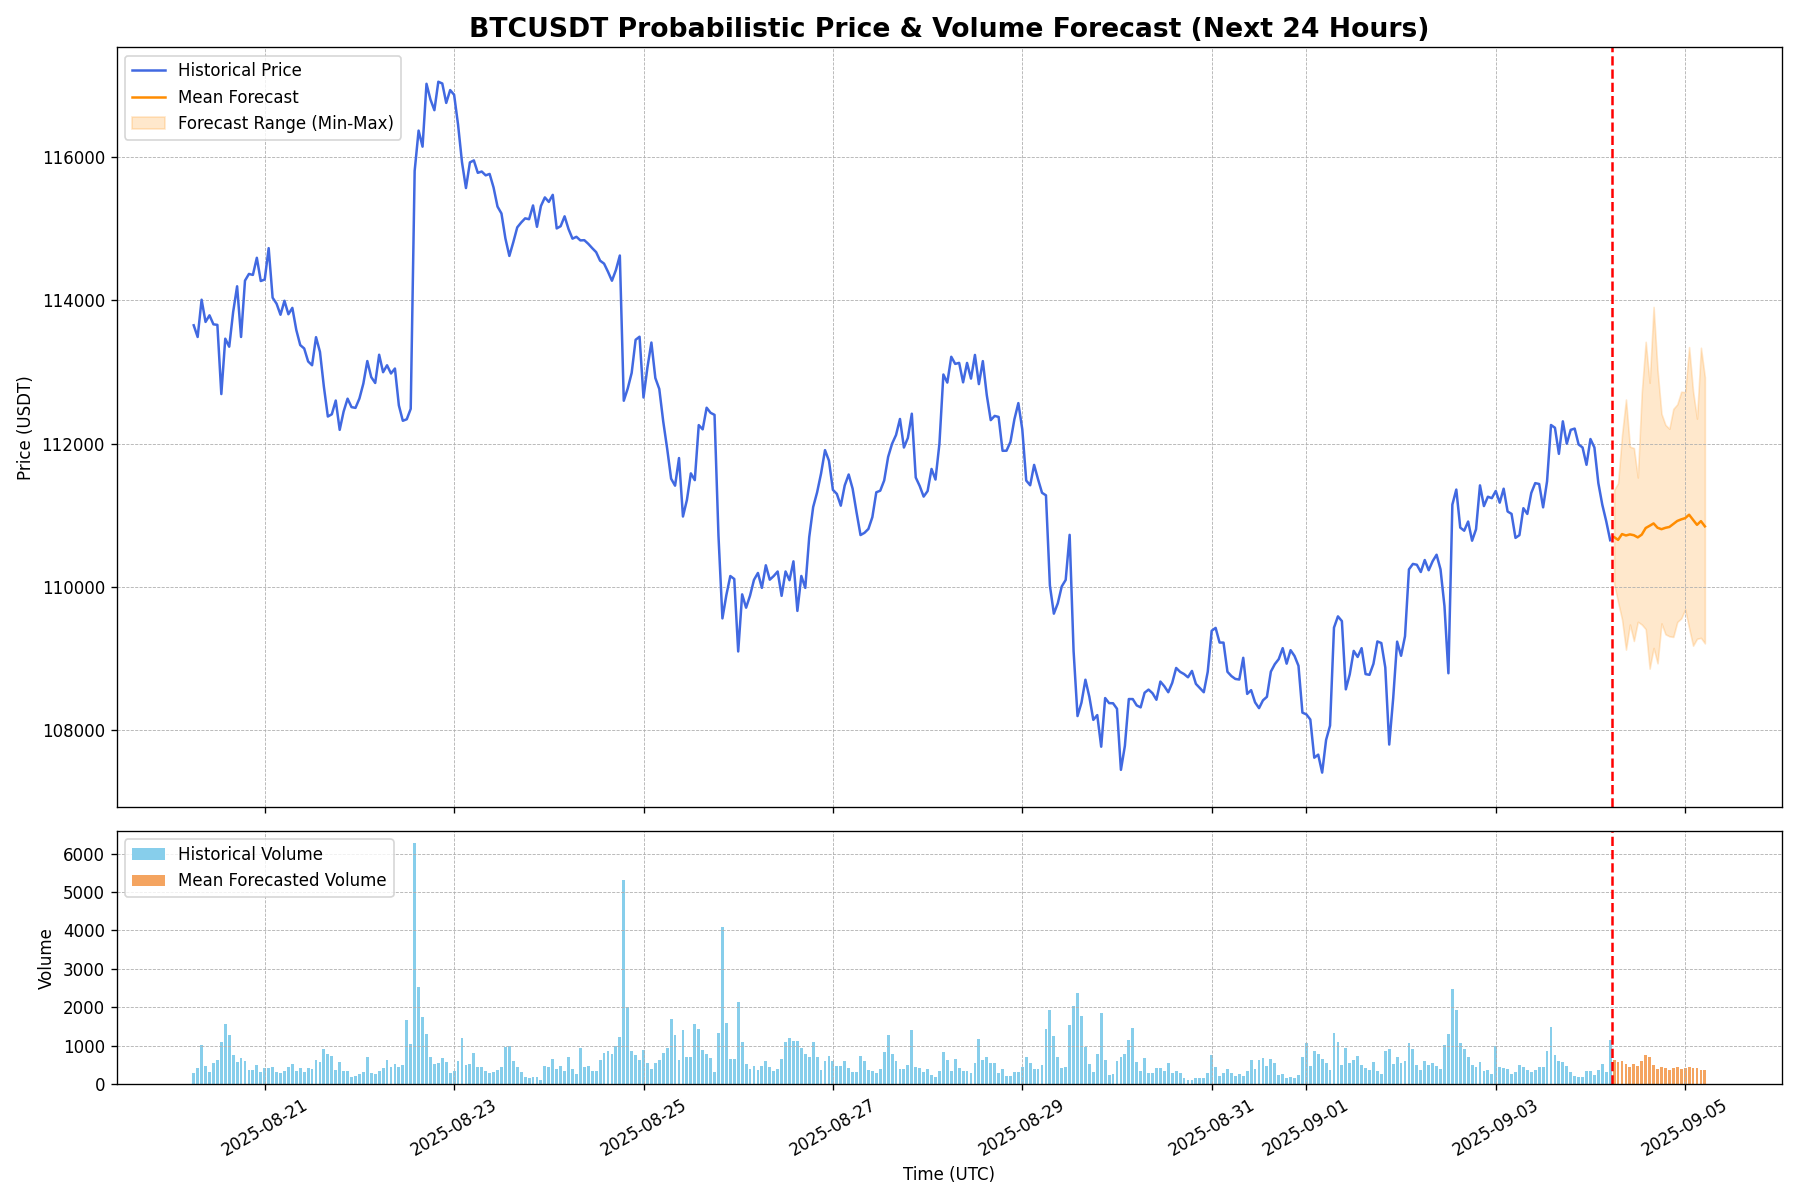 BTCUSDT Probabilistic Price & Volume Forecast (Next 24 Hours)
Historical Price
Mean Forecast
Forecast Range (Min-Max)
116000
114000
112000
110000
108000
Price (USDT)
Historical Volume
Mean Forecasted Volume
6000
5000
4000
3000
2000
1000
0
Volume
2025-08-21
2025-08-23
2025-08-25
2025-08-27
2025-08-29
2025-08-31
2025-09-01
2025-09-03
2025-09-05
Time (UTC)